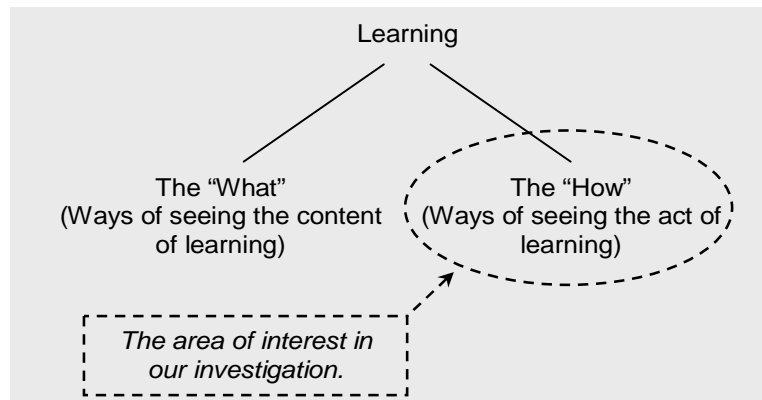 Learning
The “What”
(Ways of seeing the content
of learning)
The “How”
(Ways of seeing the act of
learning)
The area of interest in
our investigation.